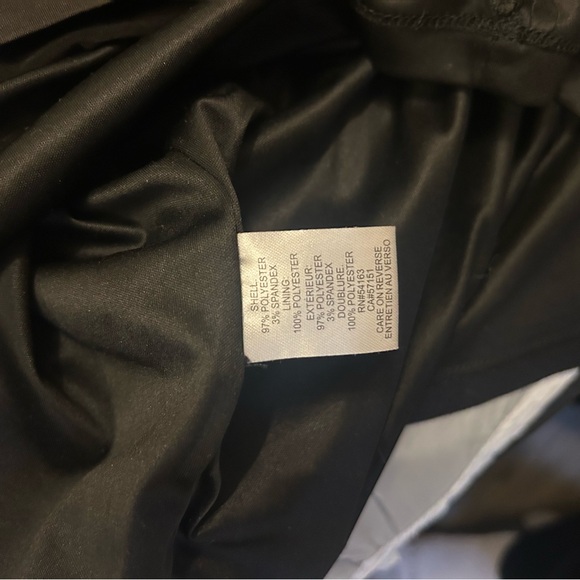 SHELL
97% POLYESTER
3% SPANDEX
LINING:
100% POLYESTER
EXTERIEUR:
97% POLYESTER
3% SPANDEX
DOUBLURE:
100% POLYESTER
RN#54163
CA#57151
CARE ON REVERSE
ENTRETIEN AU VERSO